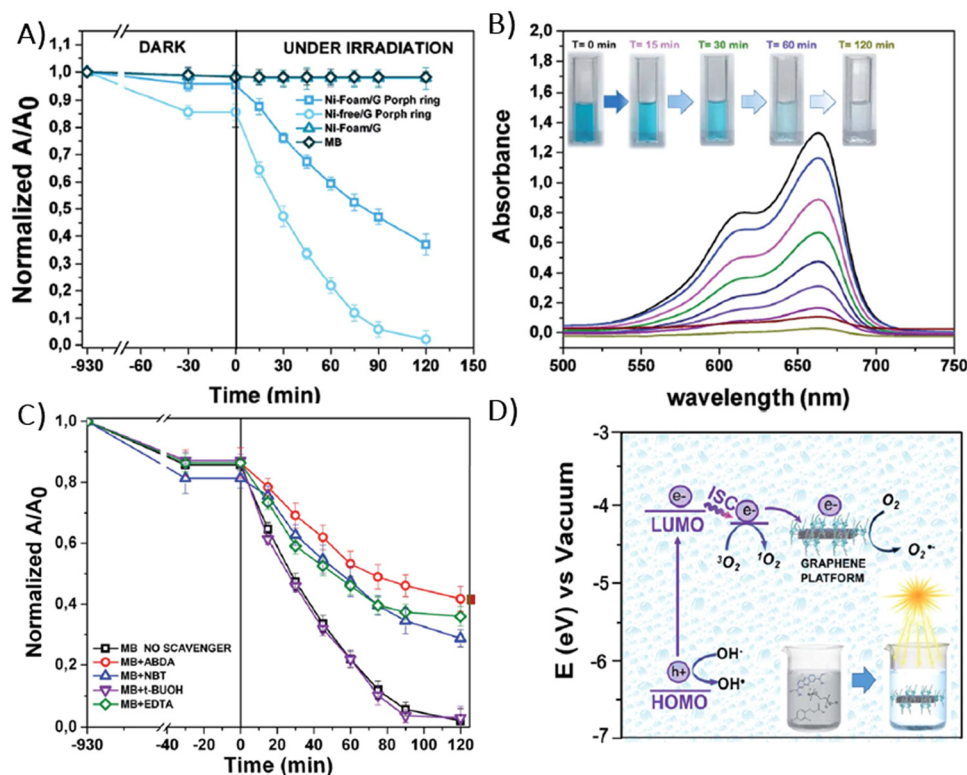 A)
DARK
UNDER IRRADIATION
Ni-Foam/G Porph ring
Ni-free/G Porph ring
Ni-Foam/G
MB
Normalized A/A0
1,1
1,0
0,9
0,8
0,7
0,6
0,5
0,4
0,3
0,2
0,1
0,0
-930 -60 -30 0 30 60 90 120 150
Time (min)
B)
T= 0 min T= 15 min T= 30 min T= 60 min T= 120 min
Absorbance
2,0
1,8
1,6
1,4
1,2
1,0
0,8
0,6
0,4
0,2
0,0
500 550 600 650 700 750
wavelength (nm)
C)
Normalized A/A0
1,0
0,8
0,6
0,4
0,2
0,0
MB NO SCAVENGER
MB+ABDA
MB+NBT
MB+t-BUOH
MB+EDTA
-930 -40 -20 0 20 40 60 80 100 120
Time (min)
D)
E (eV) vs Vacuum
-3
-4
-5
-6
-7
e-
ISC
e-
e-
LUMO
O2
3O2
1O2
GRAPHENE
PLATFORM
O2•-
h+
OH-
OH•
HOMO